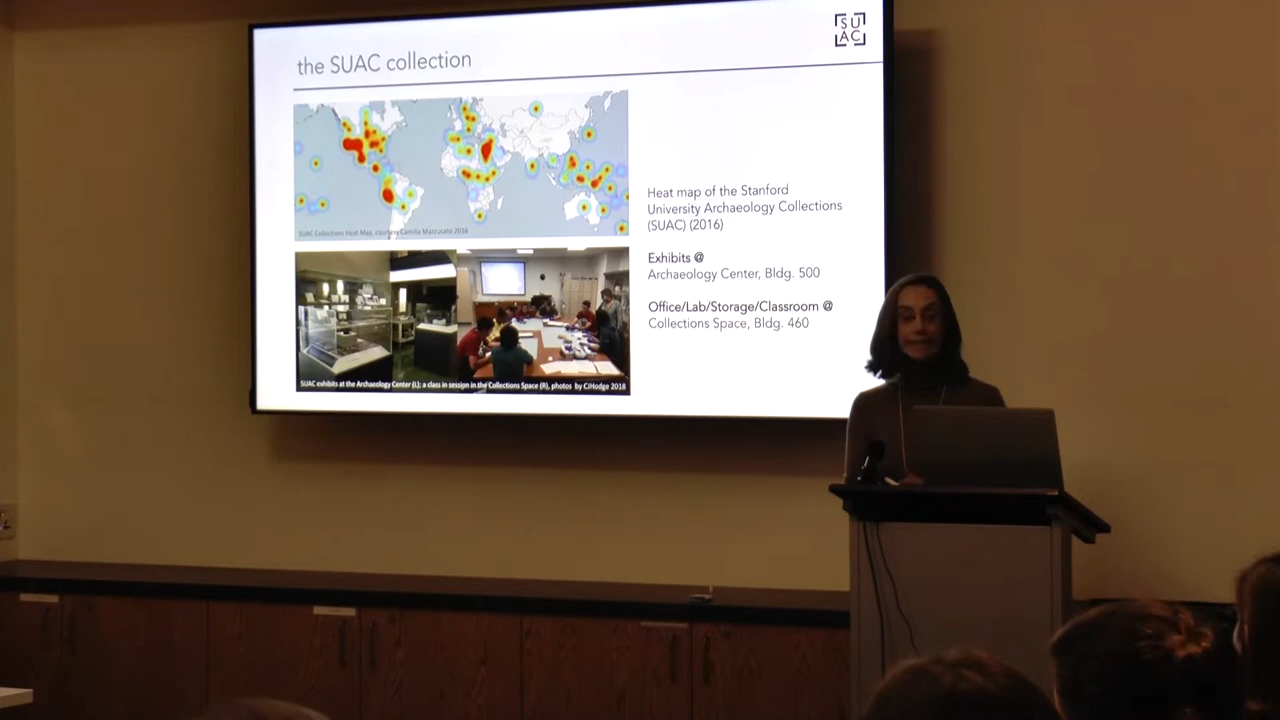 SU
AC
the SUAC collection
SUAC Collections Heat Map, courtesy Camilla Mazzucato 2016
Heat map of the Stanford
University Archaeology Collections
(SUAC) (2016)
Exhibits @
Archaeology Center, Bldg. 500
Office/Lab/Storage/Classroom @
Collections Space, Bldg. 460
SUAC exhibits at the Archaeology Center (L); a class in session in the Collections Space (R), photos by CJHodge 2018